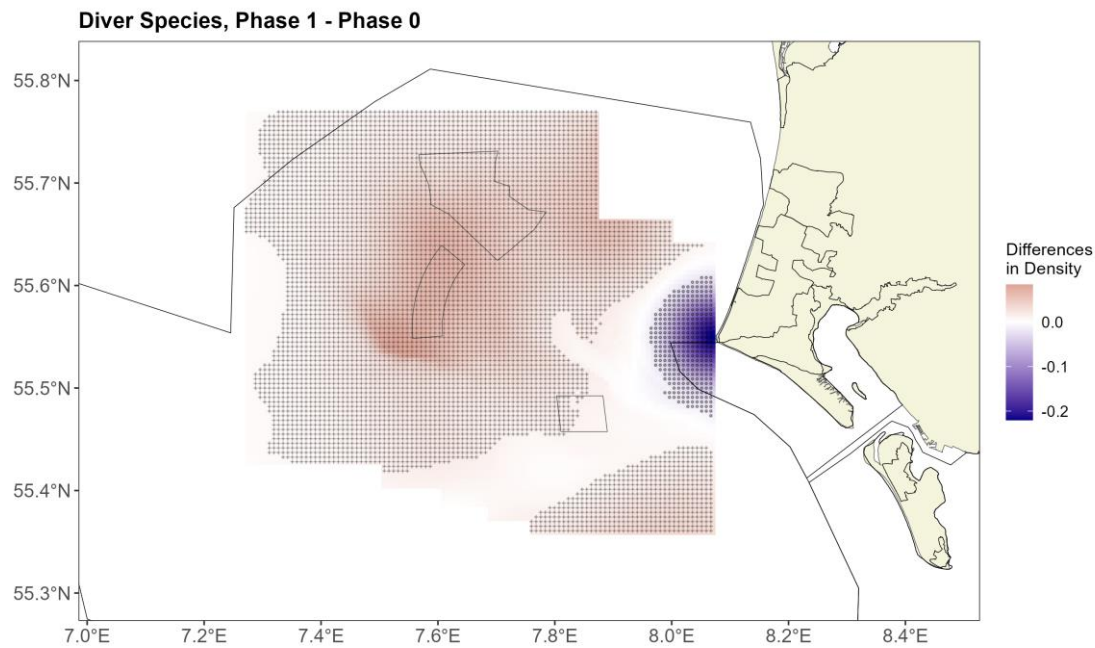 Diver Species, Phase 1 - Phase 0
55.8°N
55.7°N
55.6°N
55.5°N
55.4°N
55.3°N
7.0°E
7.2°E
7.4°E
7.6°E
7.8°E
8.0°E
8.2°E
8.4°E
Differences
in Density
0.0
-0.1
-0.2